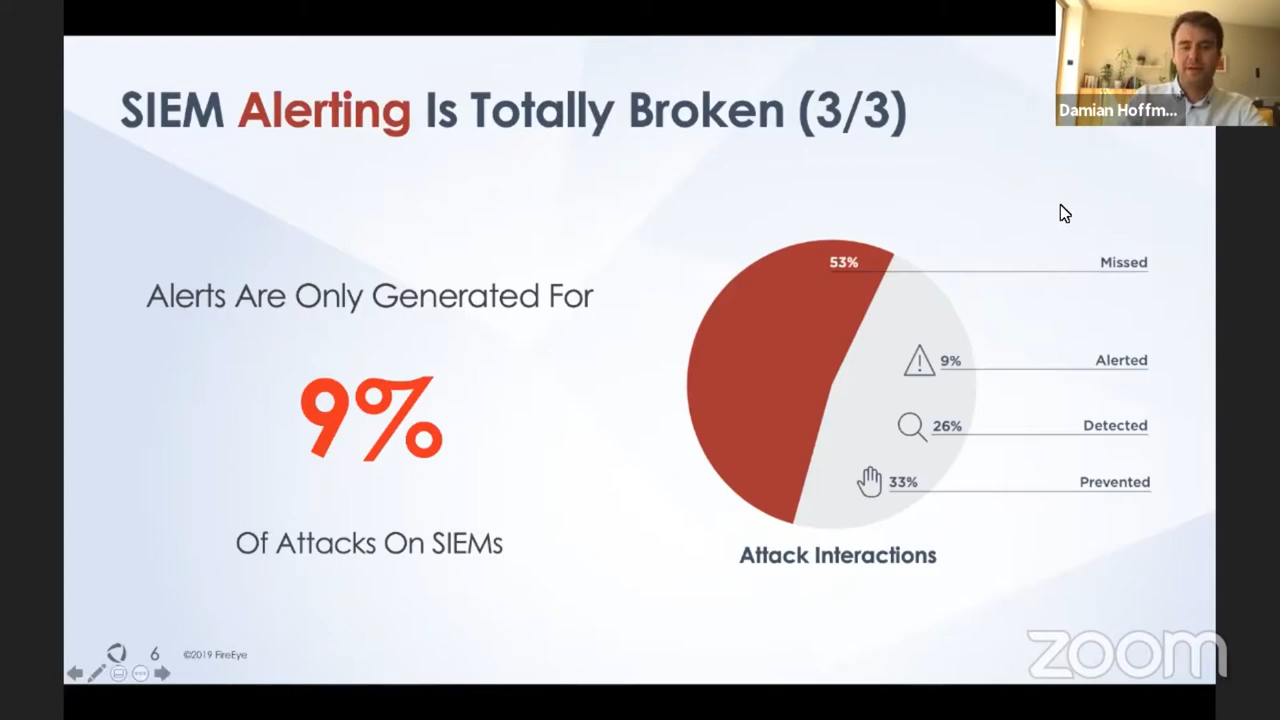 SIEM Alerting Is Totally Broken (3/3)
Damian Hoffm...
Alerts Are Only Generated For
9%
Of Attacks On SIEMs
53% Missed
9% Alerted
26% Detected
33% Prevented
Attack Interactions
6 ©2019 FireEye
zoom